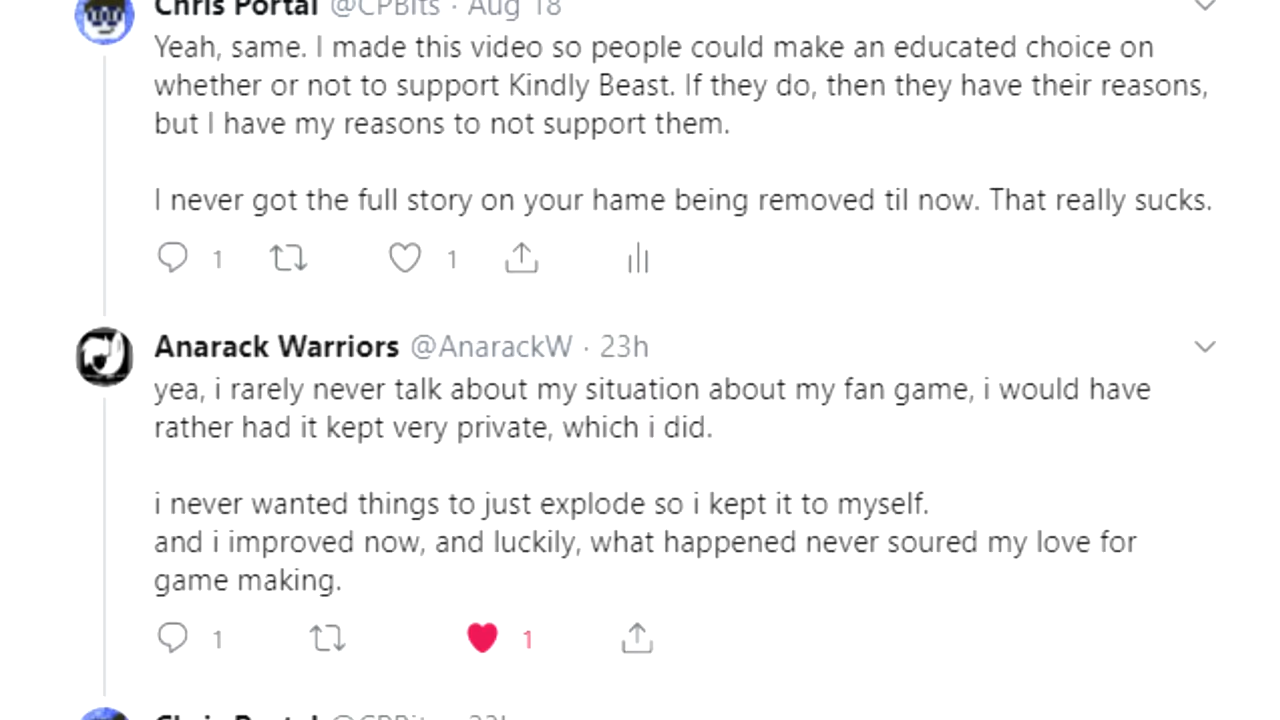 Chris Portal @CPBits · Aug 18
Yeah, same. I made this video so people could make an educated choice on
whether or not to support Kindly Beast. If they do, then they have their reasons,
but I have my reasons to not support them.
I never got the full story on your hame being removed til now. That really sucks.
1 1
Anarack Warriors @AnarackW · 23h
yea, i rarely never talk about my situation about my fan game, i would have
rather had it kept very private, which i did.
i never wanted things to just explode so i kept it to myself.
and i improved now, and luckily, what happened never soured my love for
game making.
1 1
Chris Portal @CPBits · 23h